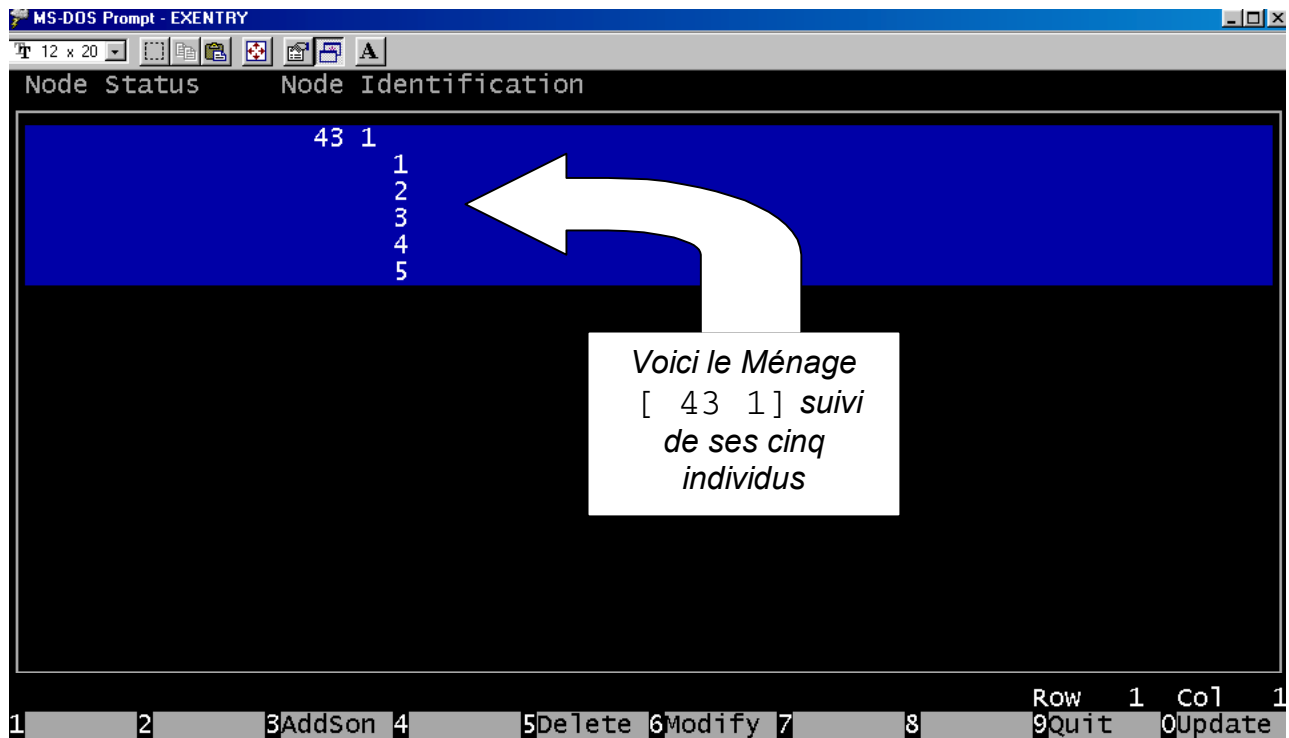 MS-DOS Prompt - EXENTRY
Tr 12 x 20 A
Node Status Node Identification
43 1
1
2
3
4
5
Voici le Ménage
[ 43 1] suivi
de ses cinq
individus
Row 1 Col 1
1 2 3AddSon 4 5Delete 6Modify 7 8 9Quit 0Update